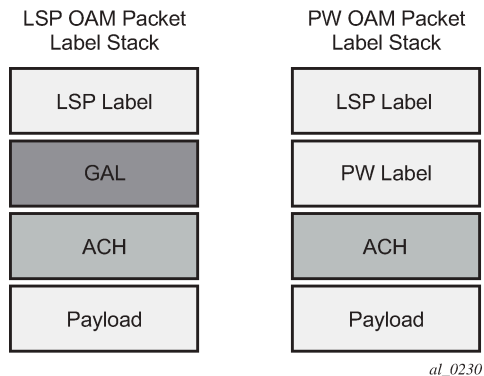 LSP OAM Packet
Label Stack
LSP Label
GAL
ACH
Payload
PW OAM Packet
Label Stack
LSP Label
PW Label
ACH
Payload
al_0230